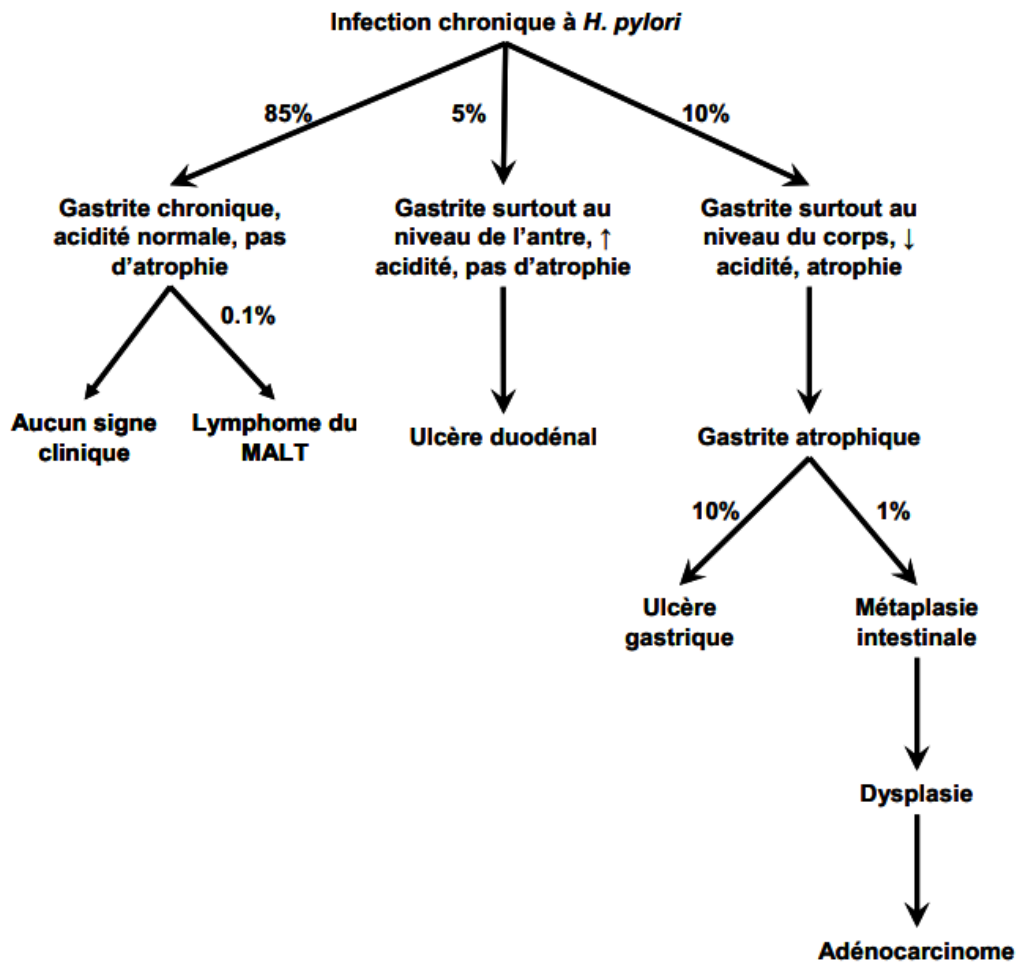 Infection chronique à H. pylori
85%
5%
10%
Gastrite chronique,
acidité normale, pas
d'atrophie
Gastrite surtout au
niveau de l'antre, ↑
acidité, pas d'atrophie
Gastrite surtout au
niveau du corps, ↓
acidité, atrophie
0.1%
Aucun signe
clinique
Lymphome du
MALT
Ulcère duodénal
Gastrite atrophique
10%
1%
Ulcère
gastrique
Métaplasie
intestinale
Dysplasie
Adénocarcinome